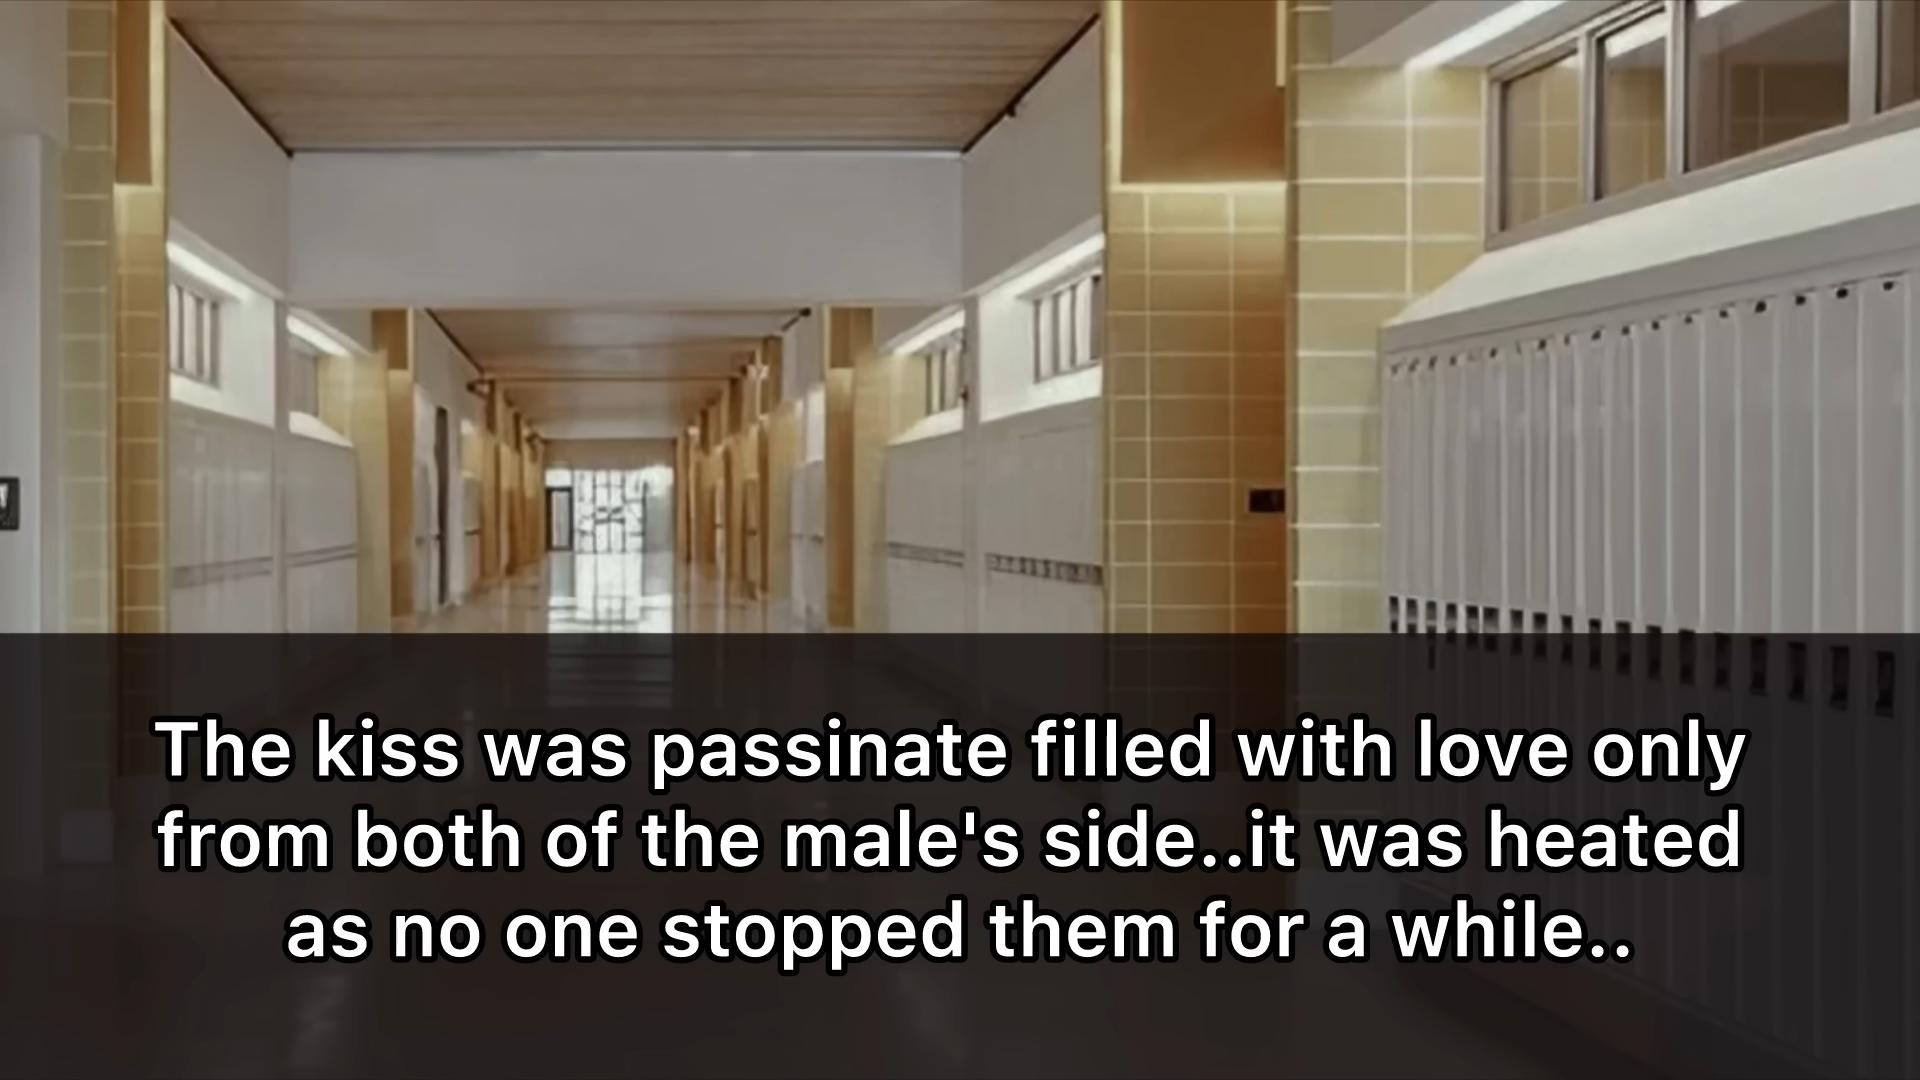 The kiss was passinate filled with love only
from both of the male's side..it was heated
as no one stopped them for a while..